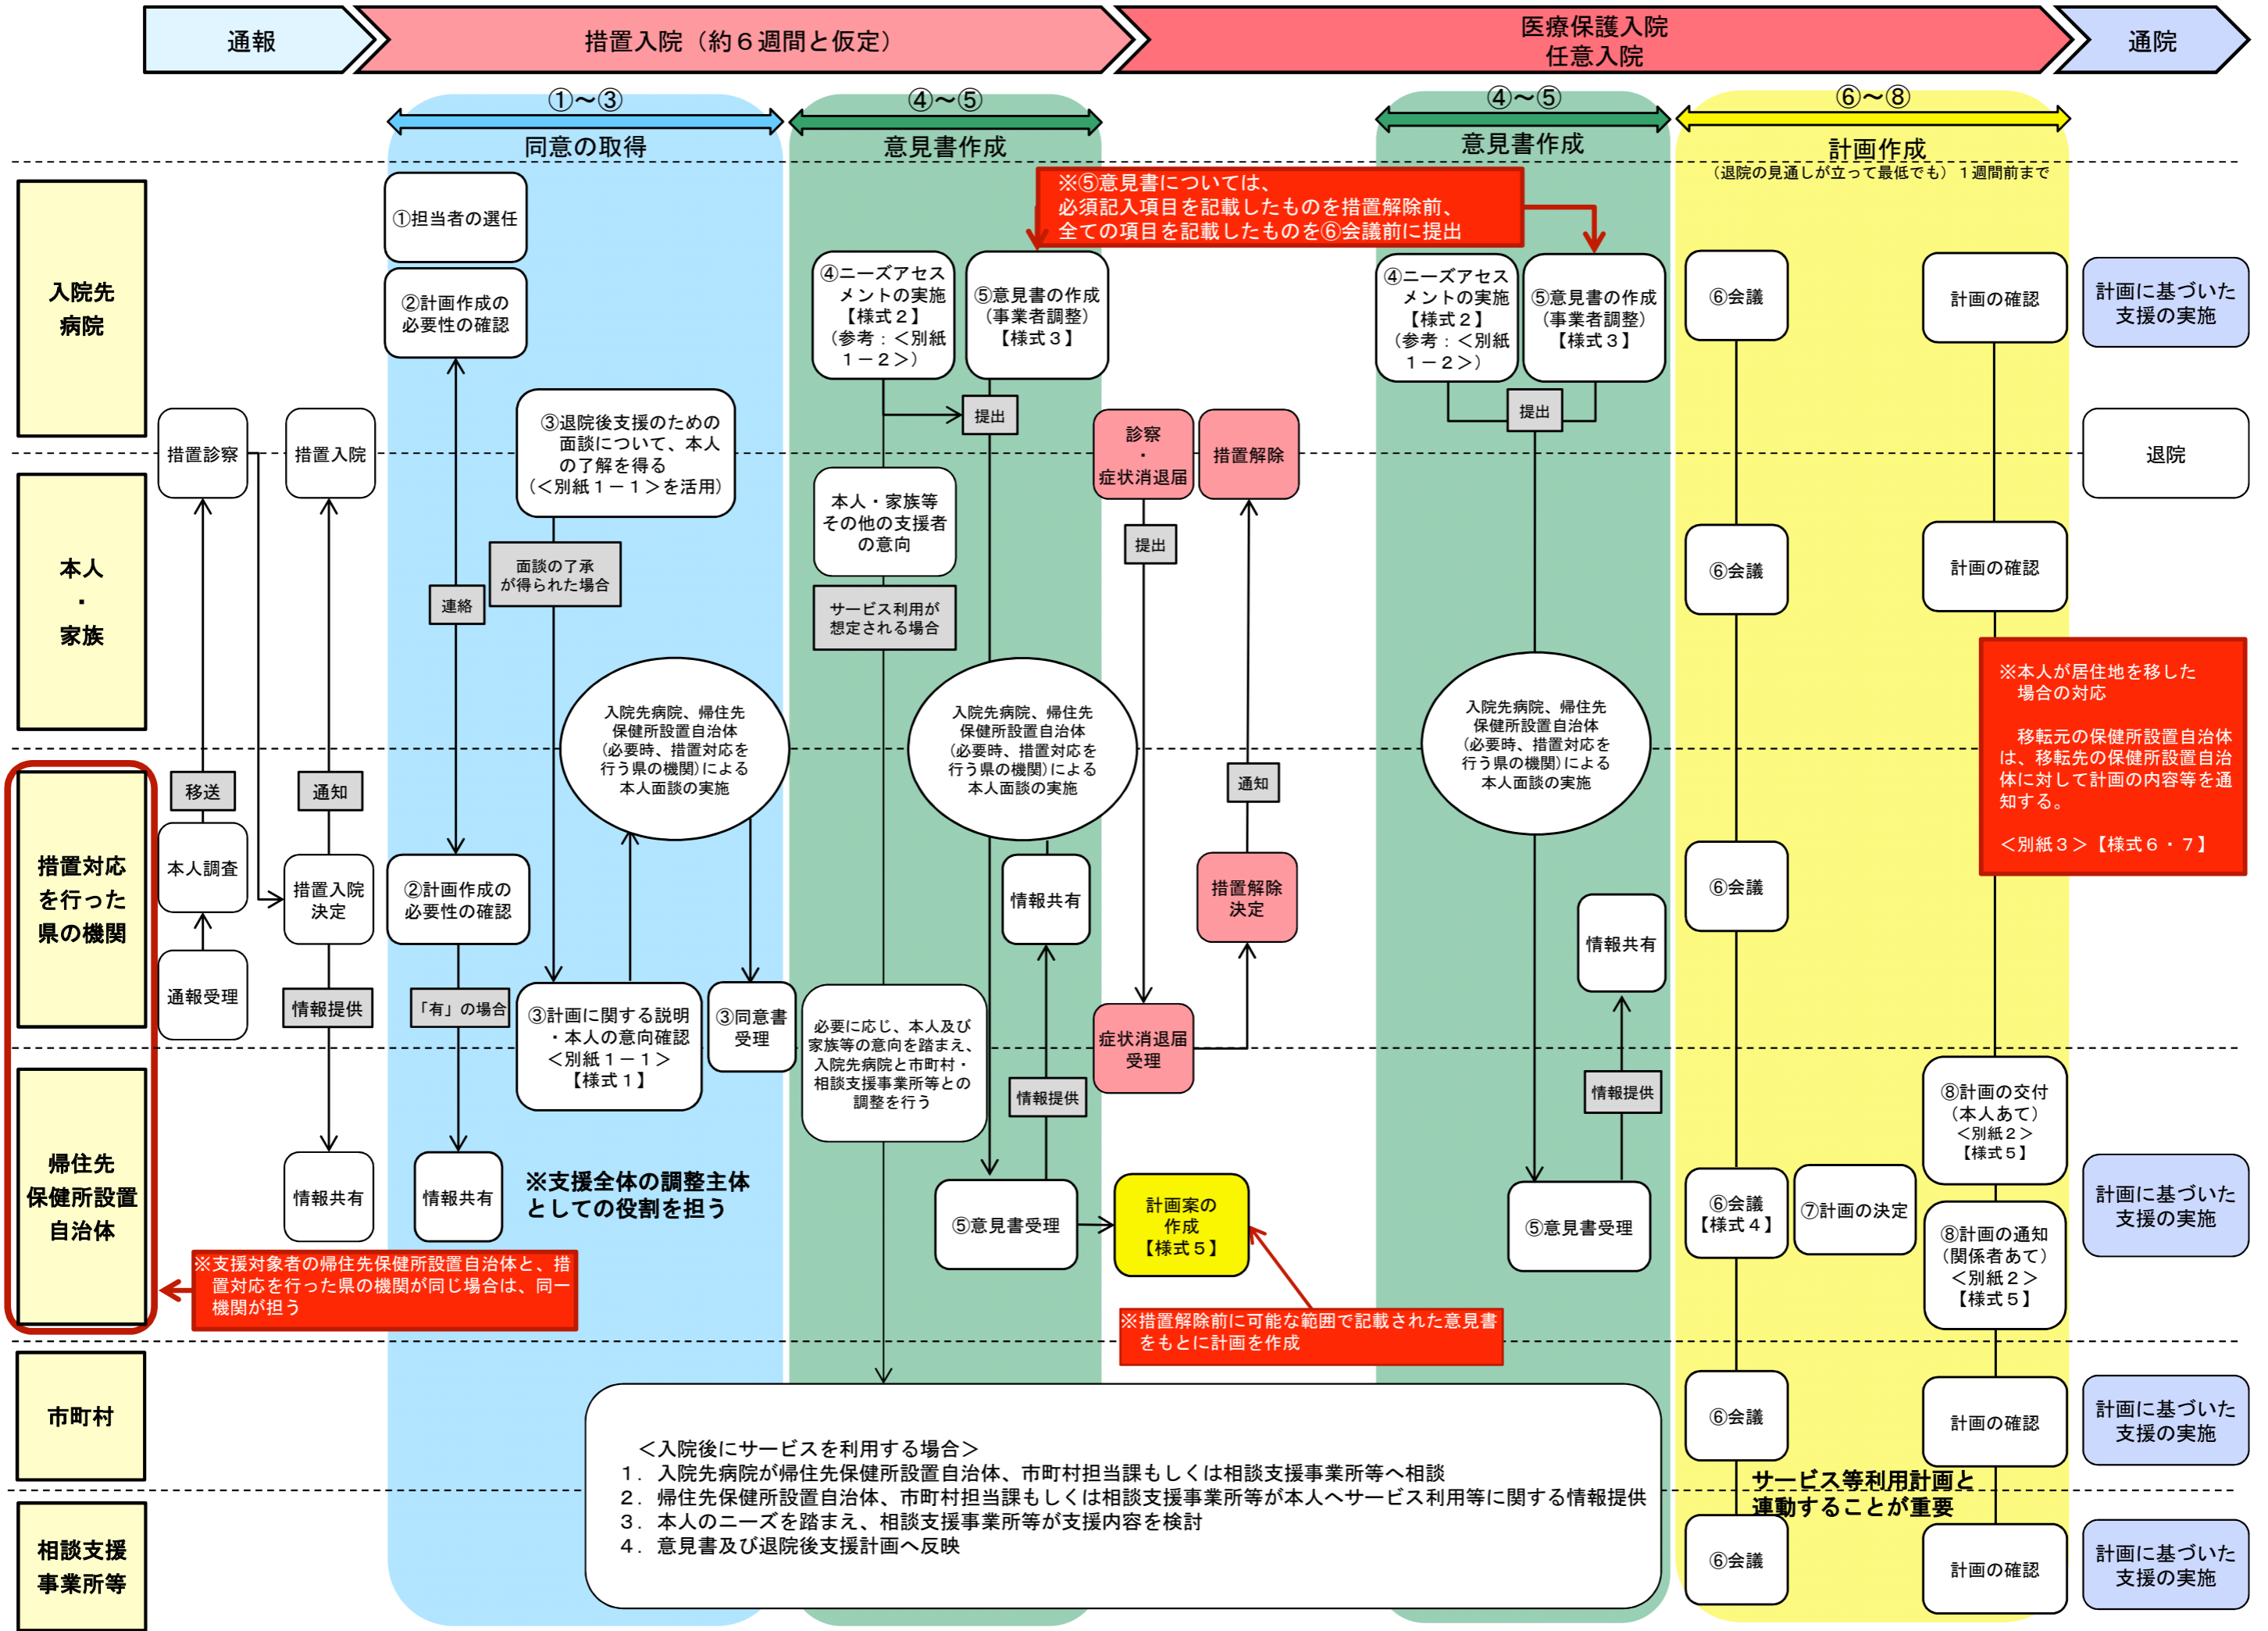 通報
措置入院（約６週間と仮定）
医療保護入院
任意入院
通院
①～③
同意の取得
④～⑤
意見書作成
④～⑤
意見書作成
⑥～⑧
計画作成
（退院の見通しが立って最低でも）１週間前まで
入院先
病院
本人
・
家族
措置対応
を行った
県の機関
帰住先
保健所設置
自治体
市町村
相談支援
事業所等
※支援対象者の帰住先保健所設置自治体と、措
置対応を行った県の機関が同じ場合は、同一
機関が担う
措置診察
移送
本人調査
通報受理
措置入院
通知
措置入院
決定
情報提供
情報共有
①担当者の選任
②計画作成の
必要性の確認
連絡
②計画作成の
必要性の確認
「有」の場合
情報共有
③退院後支援のための
面談について、本人
の了解を得る
（＜別紙１－１＞を活用）
面談の了承
が得られた場合
入院先病院、帰住先
保健所設置自治体
（必要時、措置対応を
行う県の機関）による
本人面談の実施
③計画に関する説明
・本人の意向確認
＜別紙１－１＞
【様式１】
③同意書
受理
※支援全体の調整主体
としての役割を担う
④ニーズアセス
メントの実施
【様式２】
（参考：＜別紙
１－２＞）
⑤意見書の作成
（事業者調整）
【様式３】
提出
本人・家族等
その他の支援者
の意向
サービス利用が
想定される場合
入院先病院、帰住先
保健所設置自治体
（必要時、措置対応を
行う県の機関）による
本人面談の実施
情報共有
必要に応じ、本人及び
家族等の意向を踏まえ、
入院先病院と市町村・
相談支援事業所等との
調整を行う
情報提供
⑤意見書受理
計画案の
作成
【様式５】
※措置解除前に可能な範囲で記載された意見書
をもとに計画を作成
※⑤意見書については、
必須記入項目を記載したものを措置解除前、
全ての項目を記載したものを⑥会議前に提出
診察
・
症状消退届
提出
症状消退届
受理
措置解除
通知
措置解除
決定
④ニーズアセス
メントの実施
【様式２】
（参考：＜別紙
１－２＞）
⑤意見書の作成
（事業者調整）
【様式３】
提出
入院先病院、帰住先
保健所設置自治体
（必要時、措置対応を
行う県の機関）による
本人面談の実施
情報共有
情報提供
⑤意見書受理
＜入院後にサービスを利用する場合＞
１．入院先病院が帰住先保健所設置自治体、市町村担当課もしくは相談支援事業所等へ相談
２．帰住先保健所設置自治体、市町村担当課もしくは相談支援事業所等が本人へサービス利用等に関する情報提供
３．本人のニーズを踏まえ、相談支援事業所等が支援内容を検討
４．意見書及び退院後支援計画へ反映
⑥会議
⑥会議
⑥会議
⑥会議
【様式４】
⑦計画の決定
⑥会議
⑥会議
計画の確認
計画の確認
※本人が居住地を移した
場合の対応
移転元の保健所設置自治体
は、移転先の保健所設置自治
体に対して計画の内容等を通
知する。
＜別紙３＞【様式６・７】
⑧計画の交付
（本人あて）
＜別紙２＞
【様式５】
⑧計画の通知
（関係者あて）
＜別紙２＞
【様式５】
計画の確認
サービス等利用計画と
連動することが重要
計画の確認
計画に基づいた
支援の実施
退院
計画に基づいた
支援の実施
計画に基づいた
支援の実施
計画に基づいた
支援の実施